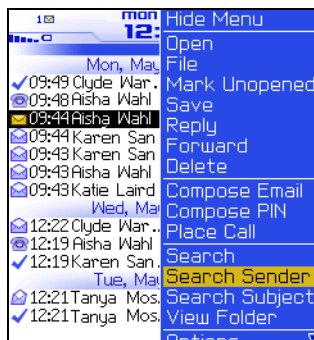 1
mon
12:
Mon, May
09:49 Clyde War.
09:48 Aisha Wahl
09:44 Aisha Wahl
09:44 Karen San
09:43 Karen San
09:43 Aisha Wahl
09:43 Katie Laird
Wed, Ma
12:22 Clyde War..
12:19 Aisha Wahl
12:19 Karen San.
Tue, Ma
12:21 Tanya Mos.
12:21 Tanya Mos.
Hide Menu
Open
File
Mark Unopened
Save
Reply
Forward
Delete
Compose Email
Compose PIN
Place Call
Search
Search Sender
Search Subject
View Folder
Options